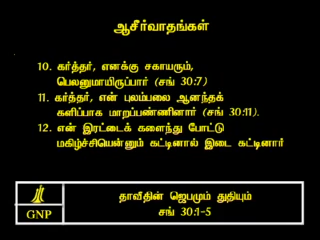 ஆசீர்வாதங்கள்
10. கர்த்தர், எனக்கு சகாயரும்,
பெலனுமாயிருப்பார் (சங் 30:7)
11. கர்த்தர், என் புலம்பலை ஆனந்தக்
களிப்பாக மாறப்பண்ணினார் (சங் 30:11).
12. என் இரட்டைக் களைந்து போட்டு
மகிழ்ச்சியென்னும் கட்டினால் இடை கட்டினார்
தாவீதின் ஜெபமும் துதியும்
சங் 30:1-5
GNP